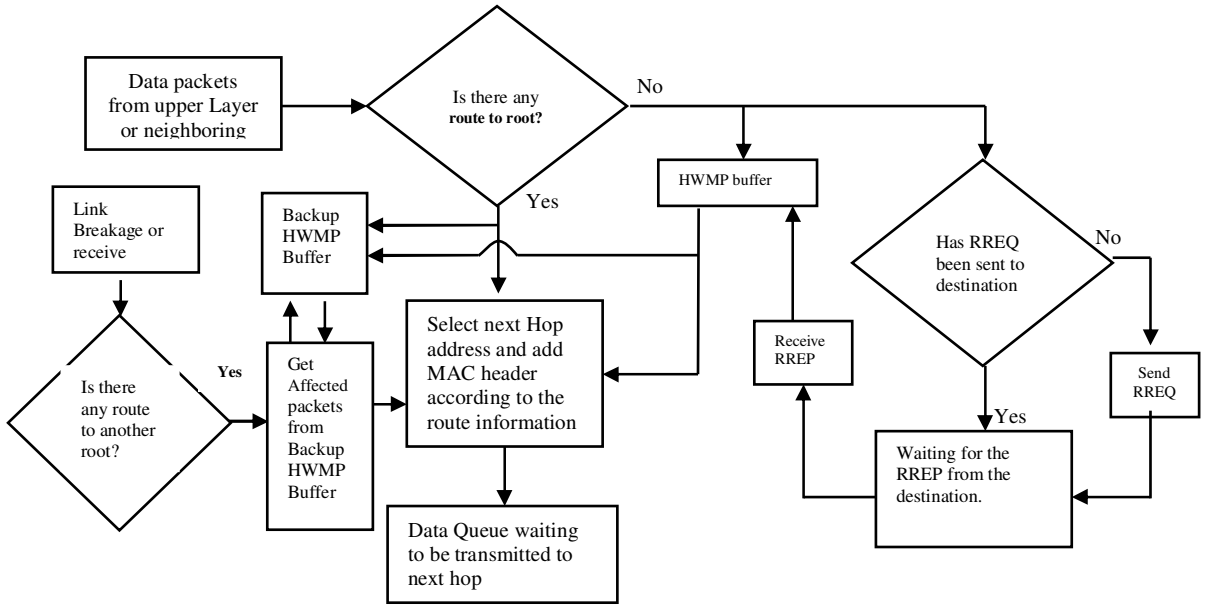 Data packets
from upper Layer
or neighboring
Is there any
route to root?
No
Yes
HWMP buffer
Link
Breakage or
receive
Backup
HWMP
Buffer
Has RREQ
been sent to
destination
No
Yes
Send
RREQ
Receive
RREP
Waiting for the
RREP from the
destination.
Select next Hop
address and add
MAC header
according to the
route information
Is there
any route
to another
root?
Yes
Get
Affected
packets
from
Backup
HWMP
Buffer
Data Queue waiting
to be transmitted to
next hop